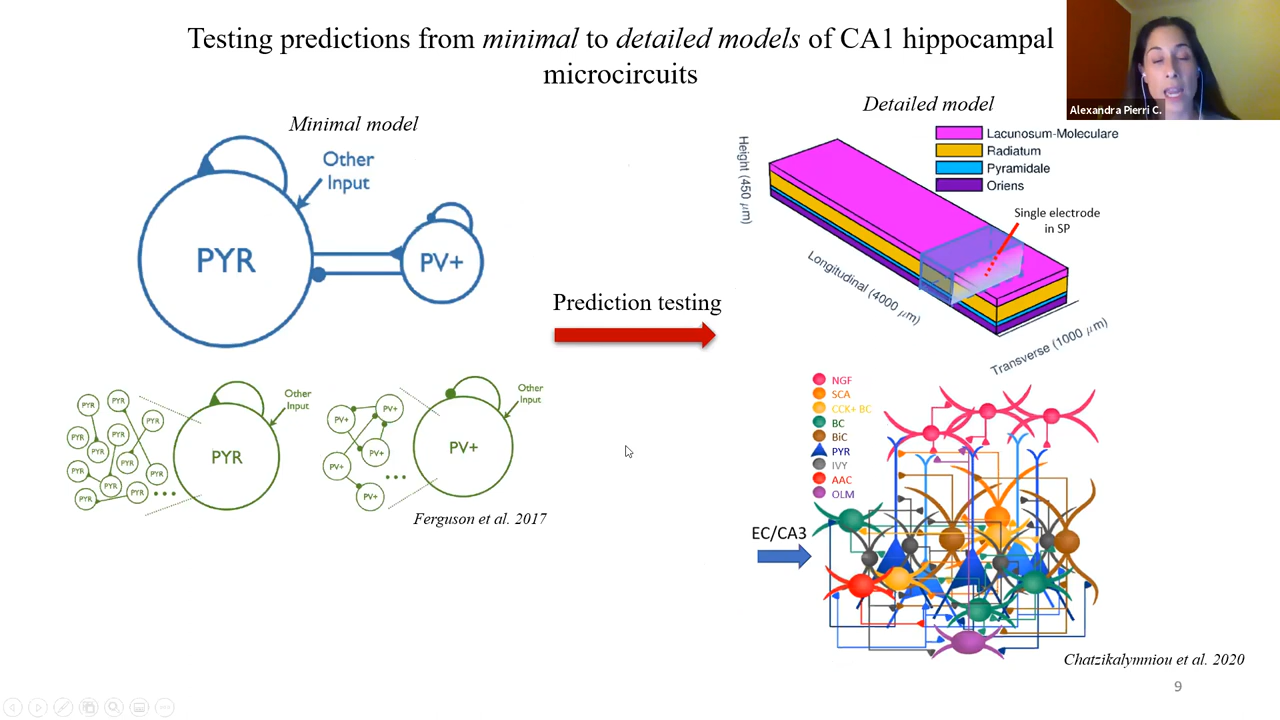 Testing predictions from minimal to detailed models of CA1 hippocampal
microcircuits
Alexandra Pierri C.
Minimal model
Other
Input
PYR
PV+
Detailed model
Lacunosum-Moleculare
Radiatum
Pyramidale
Oriens
Height (450 μm)
Single electrode
in SP
Longitudinal (4000 μm)
Transverse (1000 μm)
Prediction testing
PYR
PYR
PYR
PYR
PYR
PYR
PYR
PYR
PYR
PYR
PYR
PYR
PYR
Other
Input
PV+
PV+
PV+
PV+
PV+
PV+
Other
Input
Ferguson et al. 2017
NGF
SCA
CCK+ BC
BC
BiC
PYR
IVY
AAC
OLM
EC/CA3
Chatzikalymniou et al. 2020
9